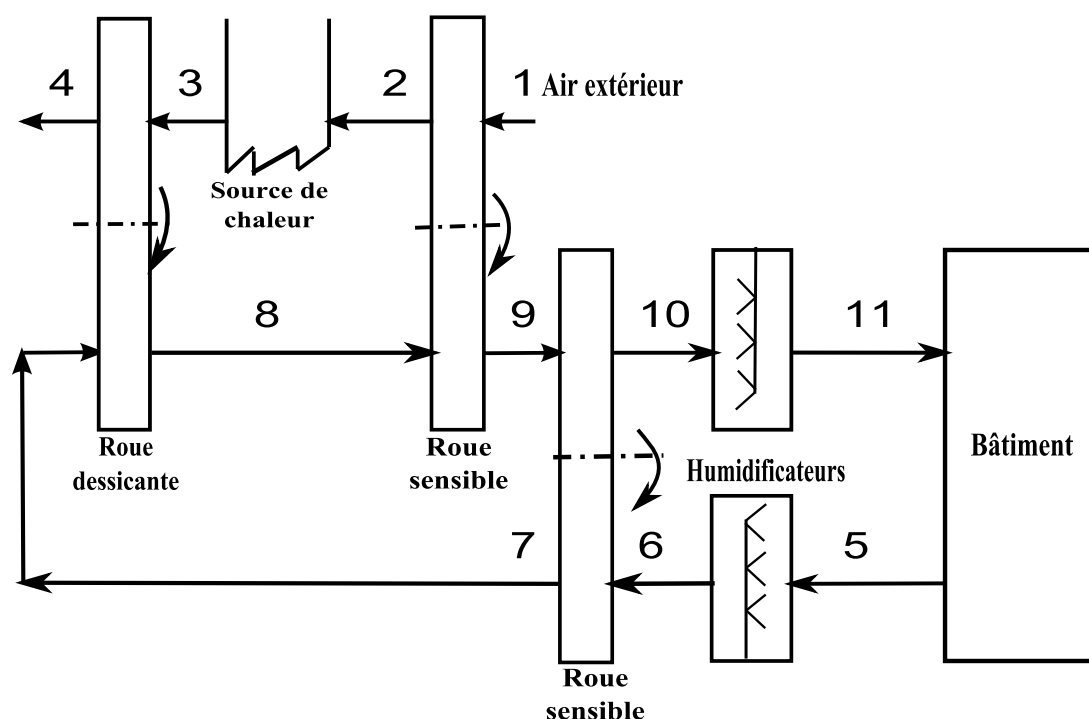 4 3 2 1 Air extérieur
Source de
chaleur
8 9 10 11
Roue
dessicante
Roue
sensible
Bâtiment
Humidificateurs
7 6 5
Roue
sensible